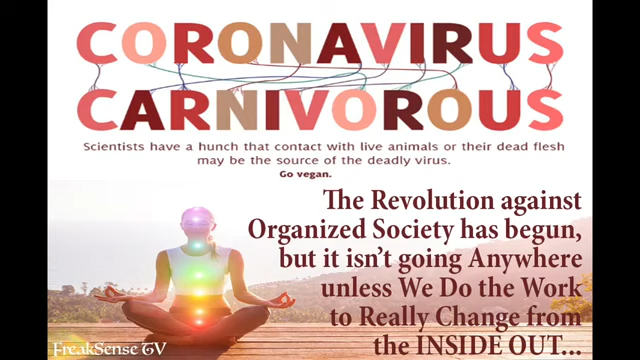 CORONAVIRUS
CARNIVOROUS
Scientists have a hunch that contact with live animals or their dead flesh
may be the source of the deadly virus.
Go vegan.
The Revolution against
Organized Society has begun,
but it isn't going Anywhere
unless We Do the Work
to Really Change from
the INSIDE OUT...
FreakSense TV